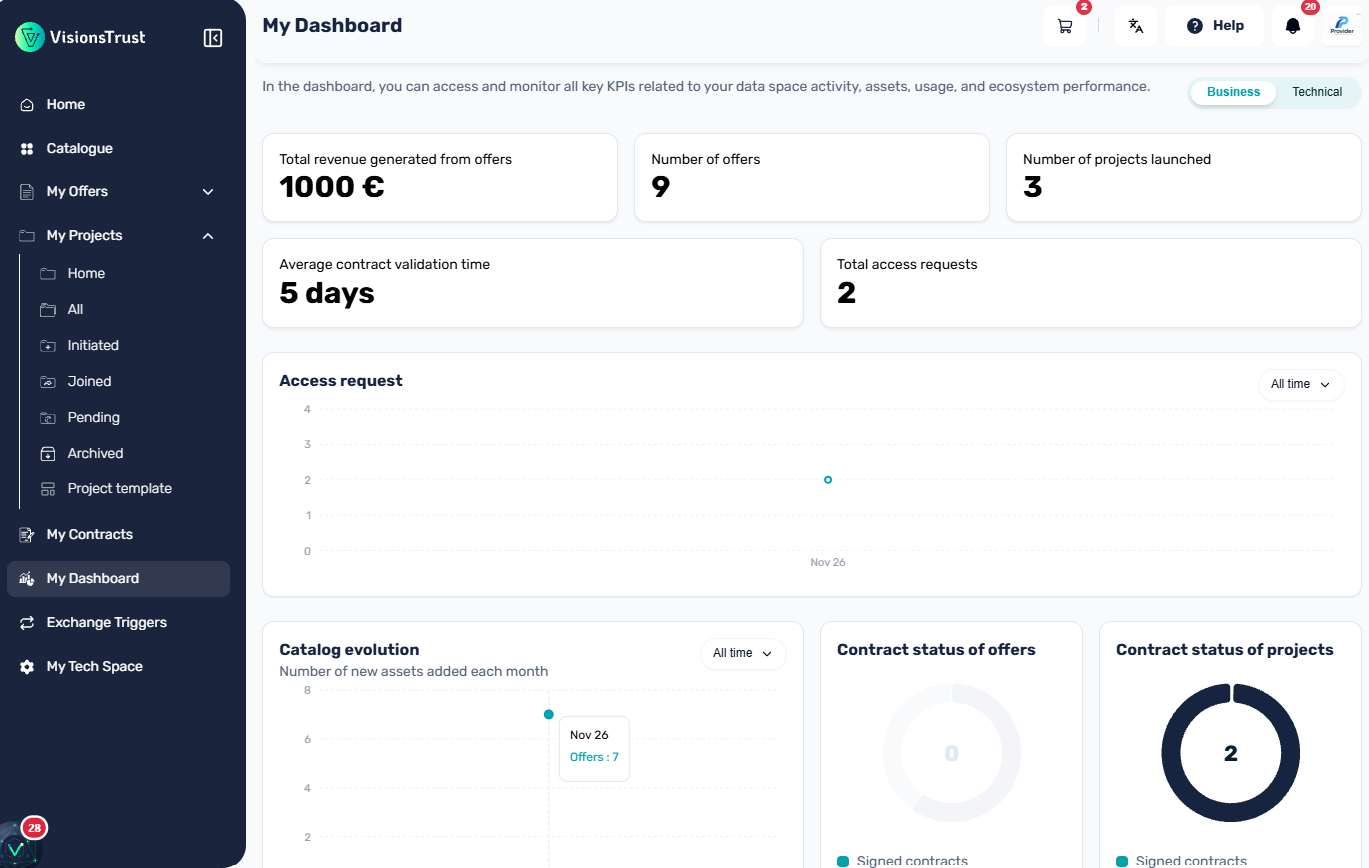 VisionsTrust
Home
Catalogue
My Offers
My Projects
Home
All
Initiated
Joined
Pending
Archived
Project template
My Contracts
My Dashboard
Exchange Triggers
My Tech Space
28
My Dashboard
2
Help
20
Provider
In the dashboard, you can access and monitor all key KPIs related to your data space activity, assets, usage, and ecosystem performance.
Business
Technical
Total revenue generated from offers
1000 €
Number of offers
9
Number of projects launched
3
Average contract validation time
5 days
Total access requests
2
Access request
All time
4
3
2
1
0
Nov 26
Catalog evolution
All time
Number of new assets added each month
8
6
4
2
Nov 26
Offers : 7
Contract status of offers
0
Signed contracts
Contract status of projects
2
Signed contracts